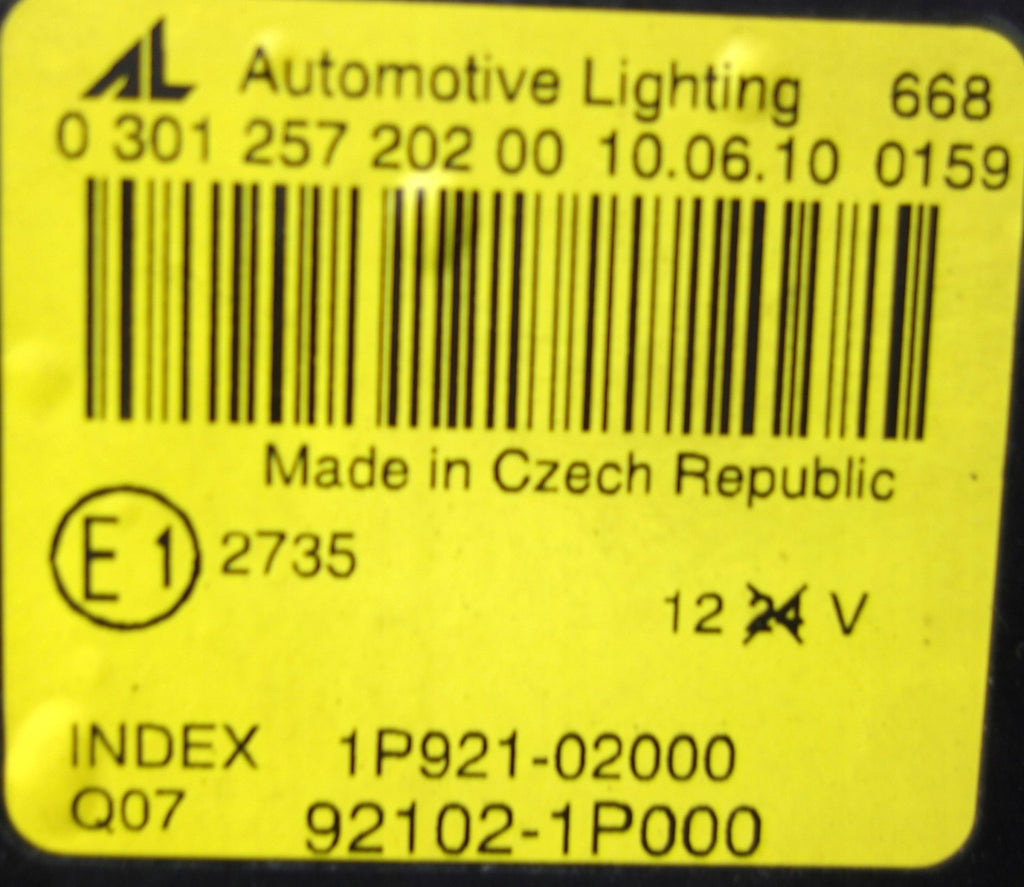 AL Automotive Lighting 668
0 301 257 202 00 10.06.10 0159
Made in Czech Republic
E1 2735
12 24 V
INDEX 1P921-02000
Q07 92102-1P000